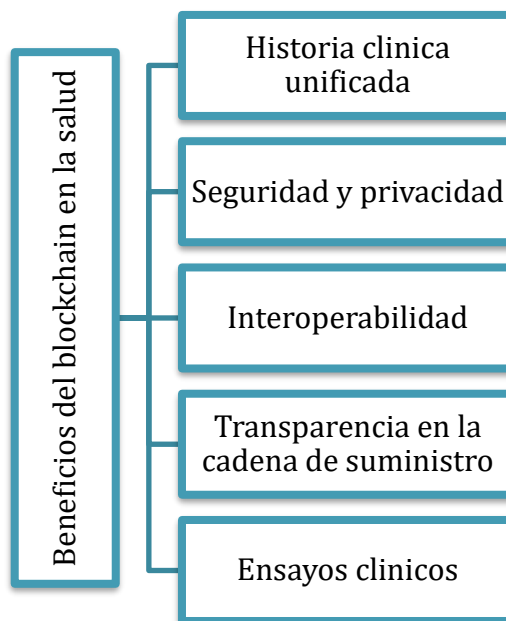 Beneficios del blockchain en la salud
Historia clinica
unificada
Seguridad y privacidad
Interoperabilidad
Transparencia en la
cadena de suministro
Ensayos clinicos